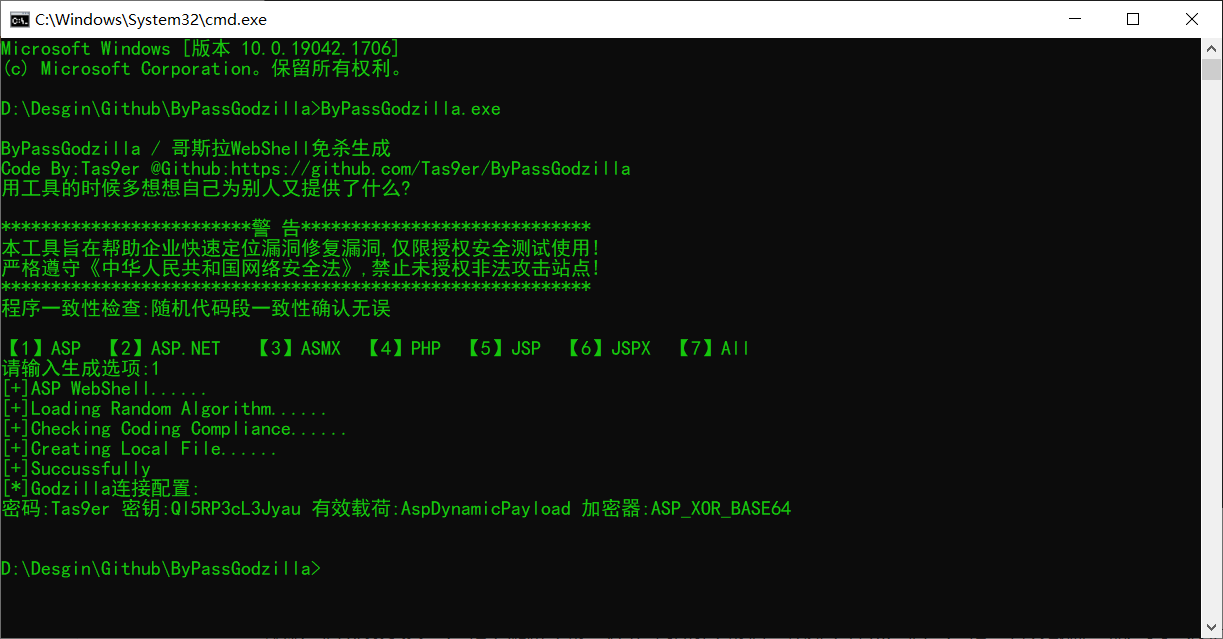 C:\Windows\System32\cmd.exe
Microsoft Windows [版本 10.0.19042.1706]
(c) Microsoft Corporation。保留所有权利。
D:\Desgin\Github\ByPassGodzilla>ByPassGodzilla.exe
ByPassGodzilla / 哥斯拉WebShell免杀生成
Code By:Tas9er @Github:https://github.com/Tas9er/ByPassGodzilla
用工具的时候多想想自己为别人又提供了什么?
*************************警 告*****************************
本工具旨在帮助企业快速定位漏洞修复漏洞,仅限授权安全测试使用!
严格遵守《中华人民共和国网络安全法》,禁止未授权非法攻击站点!
***********************************************************
程序一致性检查:随机代码段一致性确认无误
【1】ASP 【2】ASP.NET 【3】ASMX 【4】PHP 【5】JSP 【6】JSPX 【7】All
请输入生成选项:1
[+]ASP WebShell......
[+]Loading Random Algorithm......
[+]Checking Coding Compliance......
[+]Creating Local File......
[+]Succussfully
[*]Godzilla连接配置:
密码:Tas9er 密钥:Ql5RP3cL3Jyau 有效载荷:AspDynamicPayload 加密器:ASP_XOR_BASE64
D:\Desgin\Github\ByPassGodzilla>